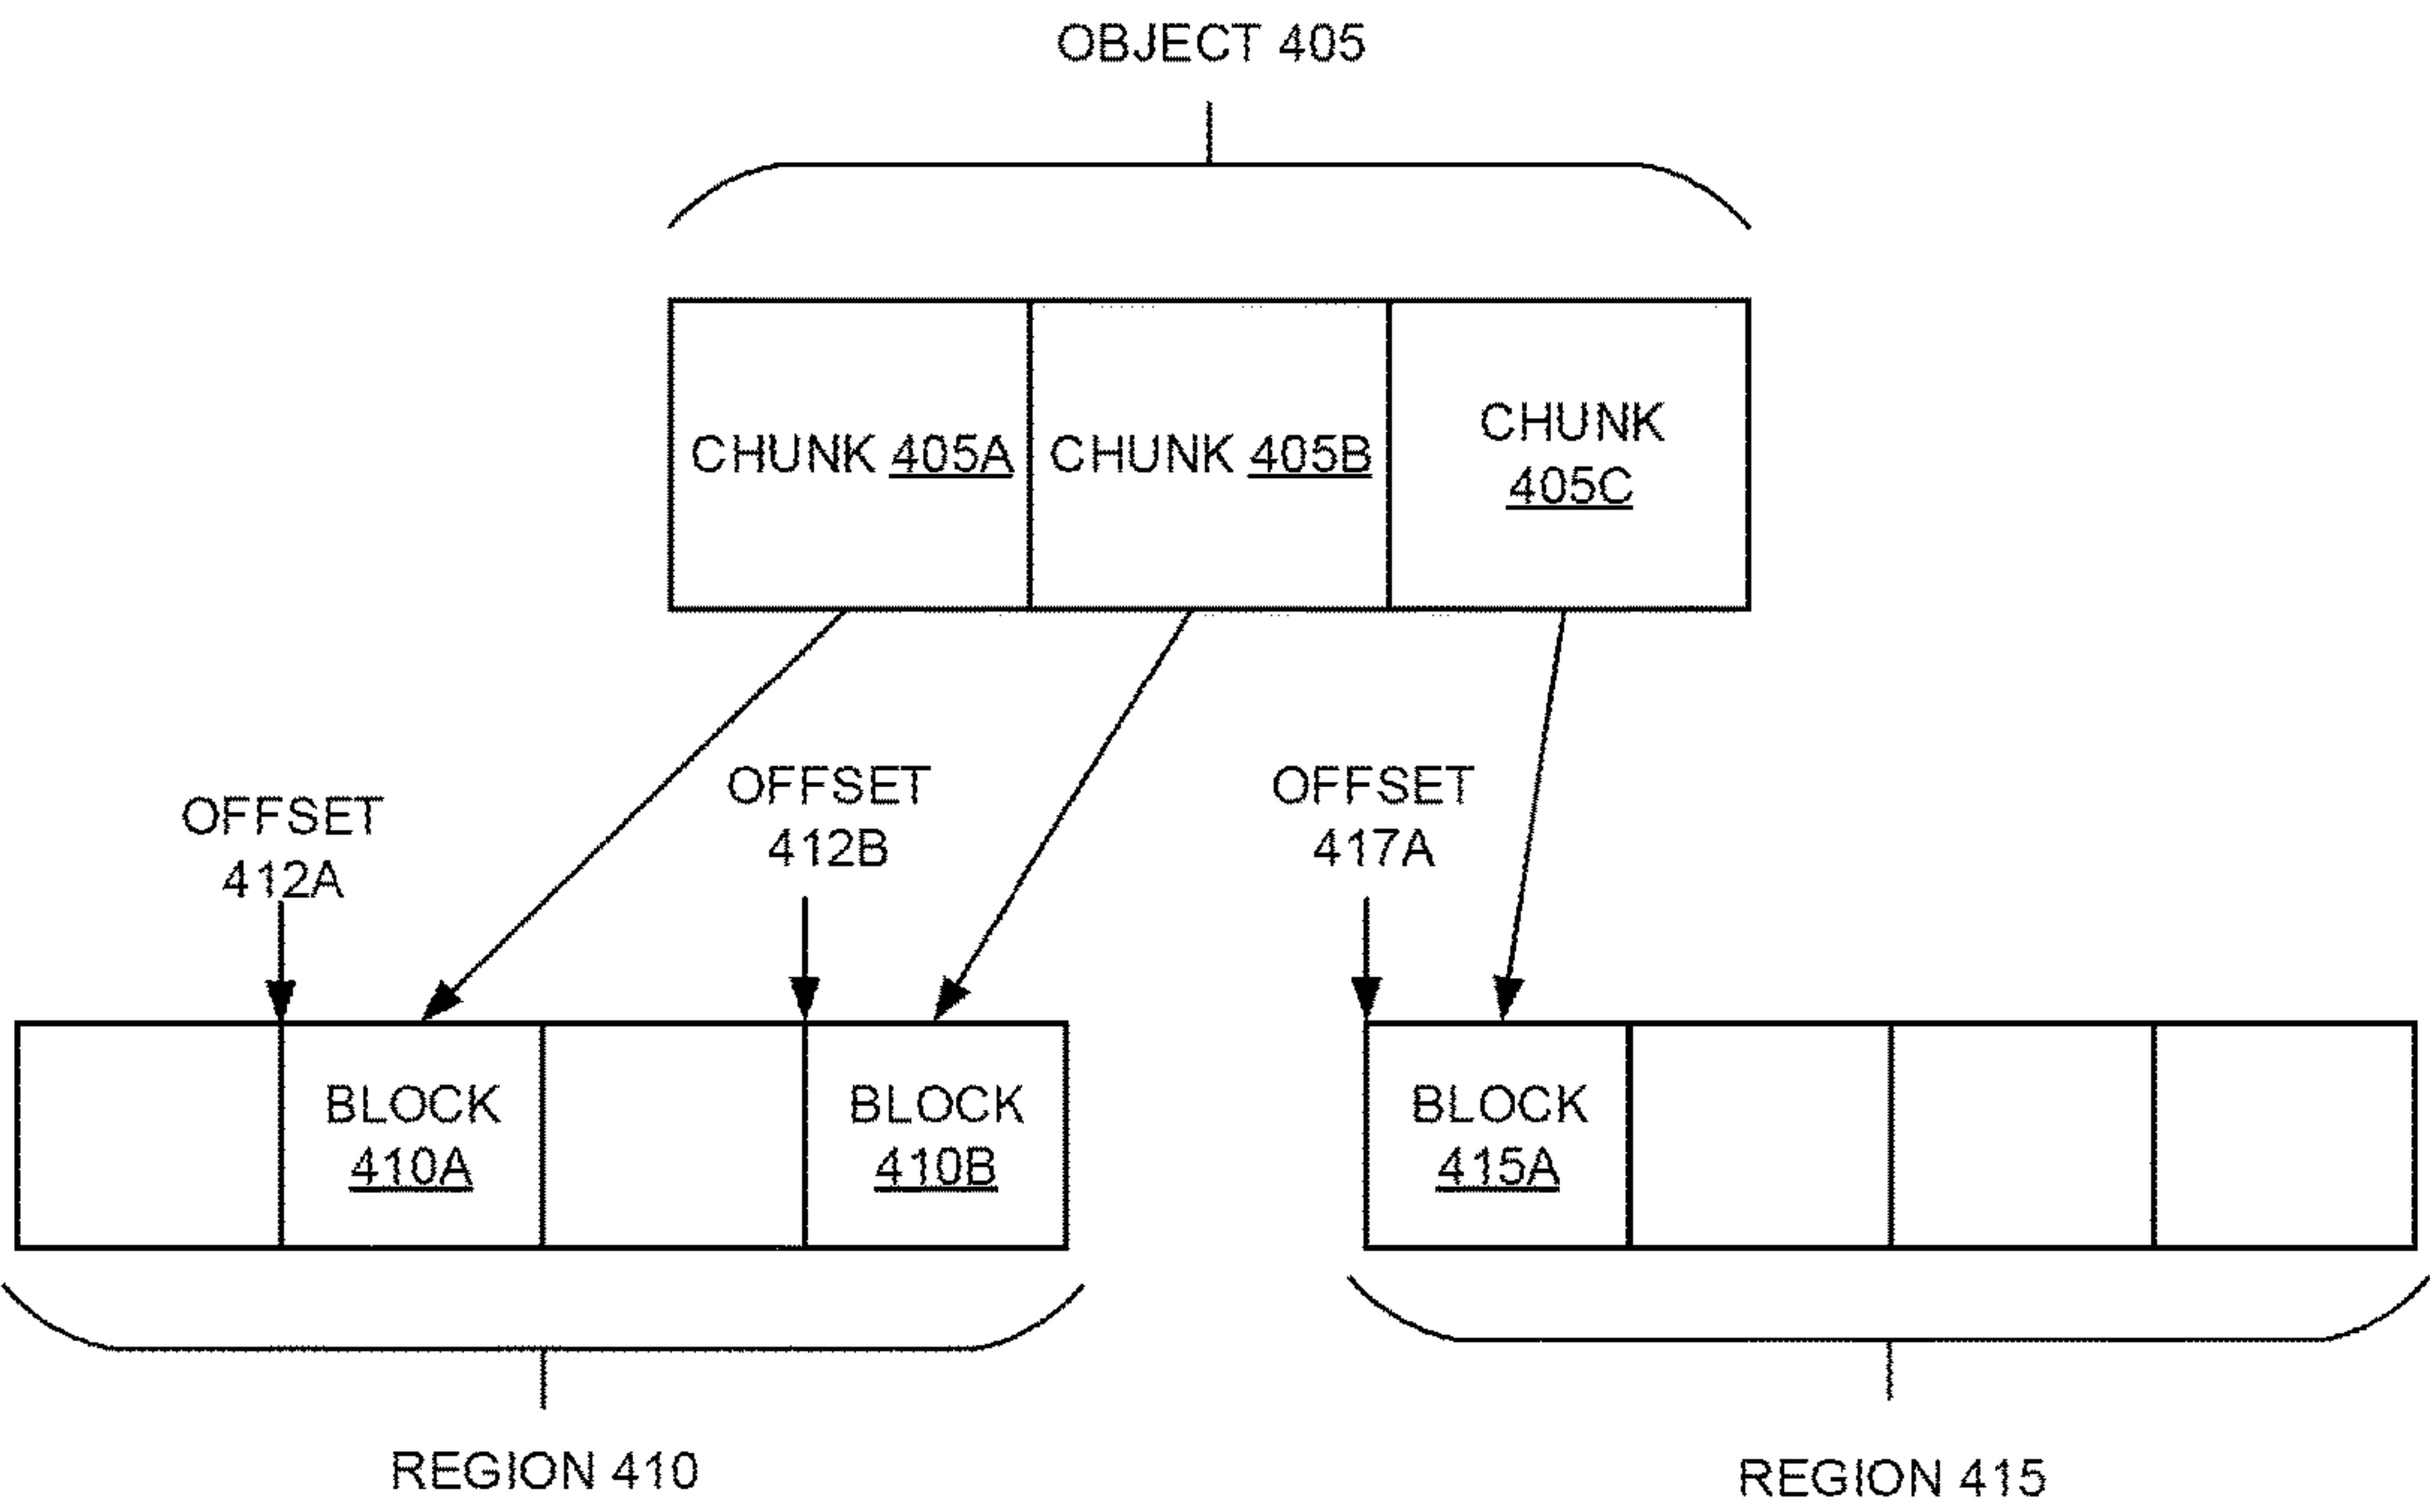 OBJECT 405
CHUNK 405A
CHUNK 405B
CHUNK
405C
OFFSET
412A
OFFSET
412B
OFFSET
417A
BLOCK
410A
BLOCK
410B
BLOCK
415A
REGION 410
REGION 415